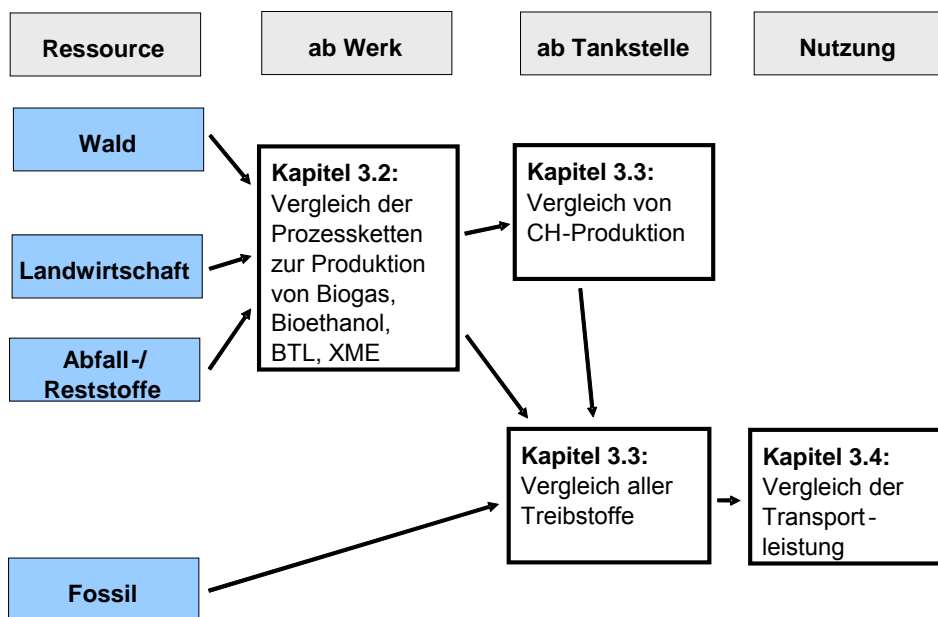 Ressource
ab Werk
ab Tankstelle
Nutzung
Wald
Landwirtschaft
Abfall-/
Reststoffe
Fossil
Kapitel 3.2:
Vergleich der
Prozessketten
zur Produktion
von Biogas,
Bioethanol,
BTL, XME
Kapitel 3.3:
Vergleich von
CH-Produktion
Kapitel 3.3:
Vergleich aller
Treibstoffe
Kapitel 3.4:
Vergleich der
Transport-
leistung